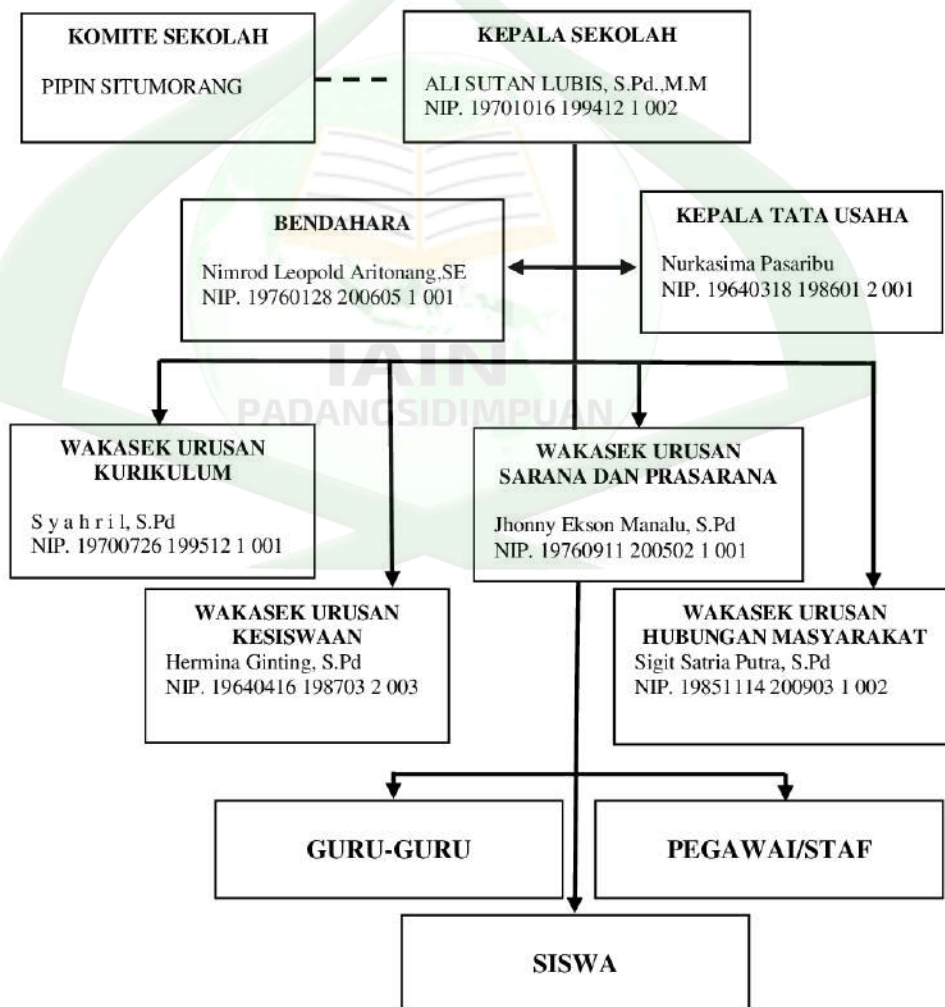 KOMITE SEKOLAH
PIPIN SITUMORANG
KEPALA SEKOLAH
ALI SUTAN LUBIS, S.Pd.,M.M
NIP. 19701016 199412 1 002
BENDAHARA
Nimrod Leopold Aritonang,SE
NIP. 19760128 200605 1 001
KEPALA TATA USAHA
Nurkasima Pasaribu
NIP. 19640318 198601 2 001
IAIN
PADANGSIDIMPUAN
WAKASEK URUSAN
KURIKULUM
S y a h r i l, S.Pd
NIP. 19700726 199512 1 001
WAKASEK URUSAN
SARANA DAN PRASARANA
Jhonny Ekson Manalu, S.Pd
NIP. 19760911 200502 1 001
WAKASEK URUSAN
KESISWAAN
Hermina Ginting, S.Pd
NIP. 19640416 198703 2 003
WAKASEK URUSAN
HUBUNGAN MASYARAKAT
Sigit Satria Putra, S.Pd
NIP. 19851114 200903 1 002
GURU-GURU
PEGAWAI/STAF
SISWA